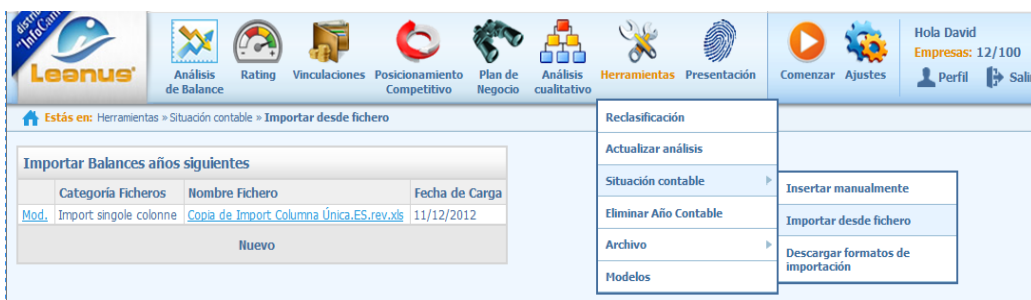 distrib
"InfoCam
Leanus®
Análisis
de Balance
Rating
Vinculaciones
Posicionamiento
Competitivo
Plan de
Negocio
Análisis
cualitativo
Herramientas
Presentación
Comenzar
Ajustes
Hola David
Empresas: 12/100
Perfil
Salir
Estás en: Herramientas » Situación contable » Importar desde fichero
Importar Balances años siguientes
Categoría Ficheros Nombre Fichero Fecha de Carga
Mod. Import singole colonne Copia de Import Columna Única.ES.rev.xls 11/12/2012
Nuevo
Reclasificación
Actualizar análisis
Situación contable
Eliminar Año Contable
Archivo
Modelos
Insertar manualmente
Importar desde fichero
Descargar formatos de
importación